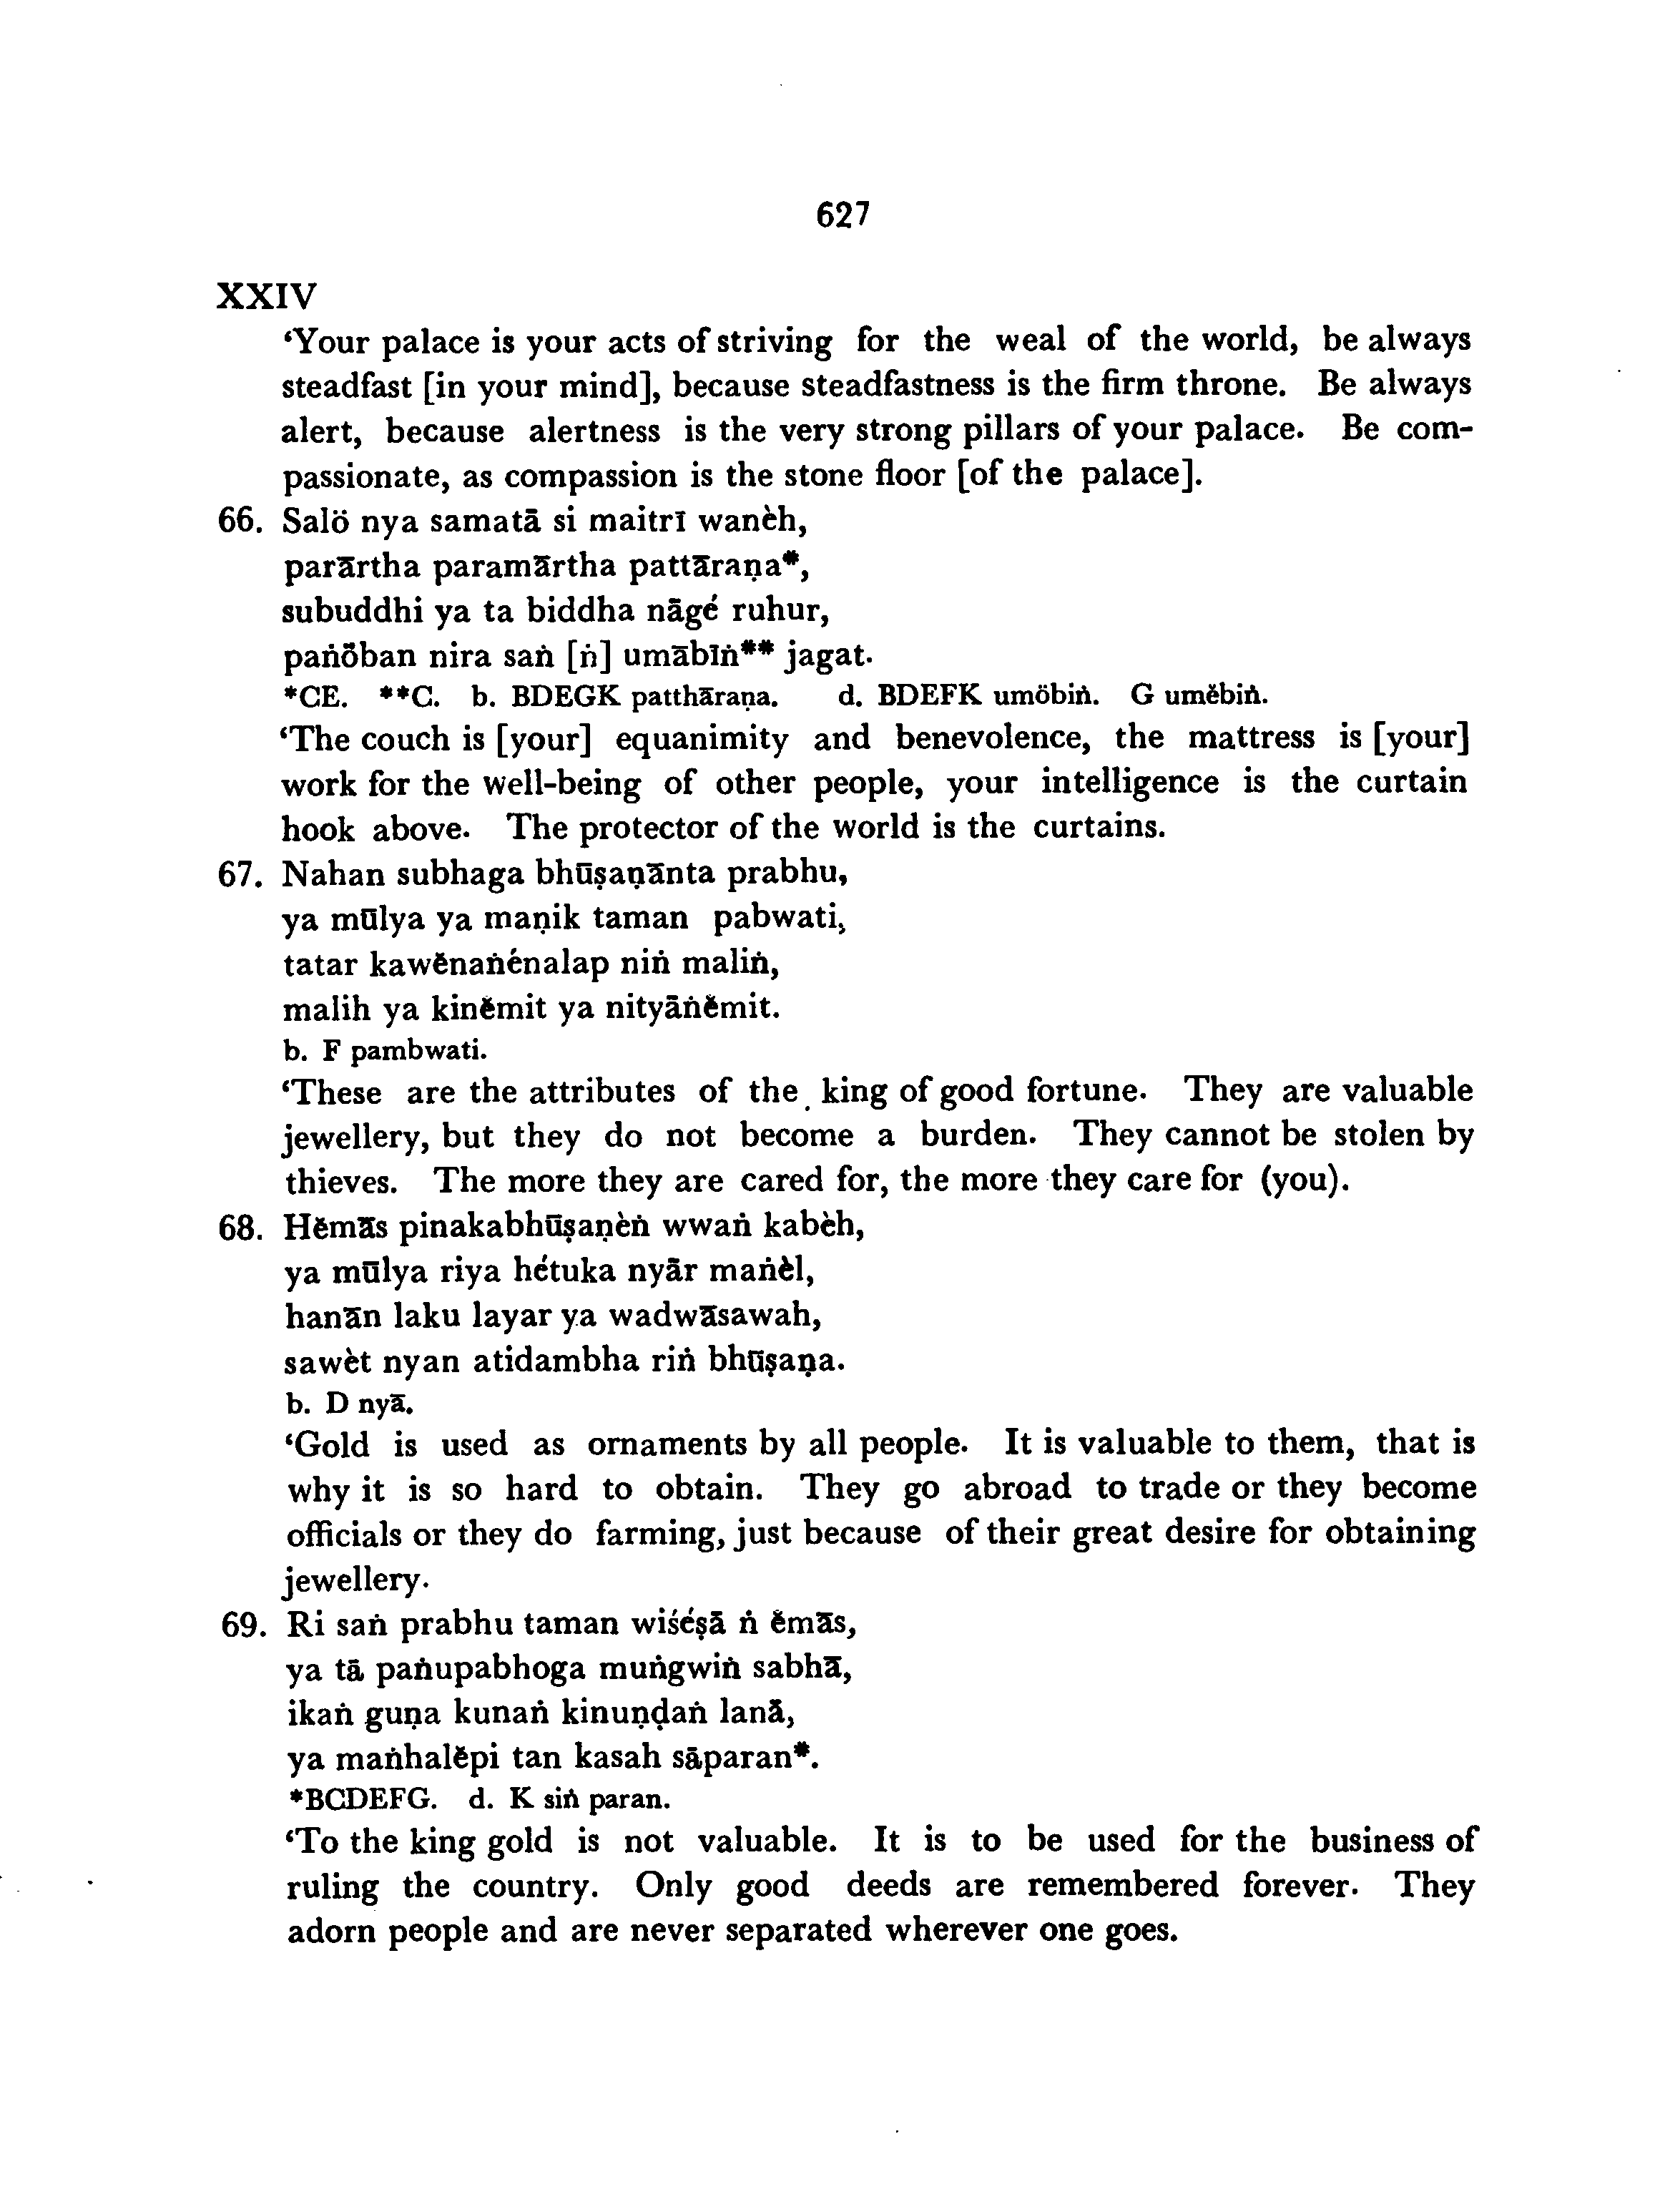 627
XXIV
‘Your palace is your acts of striving for the weal of the world, be always
steadfast [in your mind], because steadfastness is the firm throne. Be always
alert, because alertness is the very strong pillars of your palace. Be com-
passionate, as compassion is the stone floor [of the palace].
66. Salö nya samatā si maitrī wanèh,
parārtha paramārtha pattāraṇa*,
subuddhi ya ta biddha nāgé ruhur,
paṅöban nira saṅ [ṅ] umābīṅ** jagat.
*CE. **C. b. BDEGK patthāraṇa. d. BDEFK umöbiṅ. G umĕbiṅ.
‘The couch is [your] equanimity and benevolence, the mattress is [your]
work for the well-being of other people, your intelligence is the curtain
hook above. The protector of the world is the curtains.
67. Nahan subhaga bhūṣaṇānta prabhu,
ya mūlya ya maṇik taman pabwati,
tatar kawĕnaṅénalap niṅ maliṅ,
malih ya kinĕmit ya nityāṅĕmit.
b. F pambwati.
‘These are the attributes of the king of good fortune. They are valuable
jewellery, but they do not become a burden. They cannot be stolen by
thieves. The more they are cared for, the more they care for (you).
68. Hĕmās pinakabhūṣaṇèṅ wwaṅ kabèh,
ya mūlya riya hétuka nyār maṅèl,
hanān laku layar ya wadwāsawah,
sawèt nyan atidambha riṅ bhūṣaṇa.
b. D nyā.
‘Gold is used as ornaments by all people. It is valuable to them, that is
why it is so hard to obtain. They go abroad to trade or they become
officials or they do farming, just because of their great desire for obtaining
jewellery.
69. Ri saṅ prabhu taman wiśéṣā ṅ ĕmās,
ya tā paṅupabhoga muṅgwiṅ sabhā,
ikaṅ guṇa kunaṅ kinuṇḍaṅ lanā,
ya maṅhalĕpi tan kasah sāparan*.
*BCDEFG. d. K siṅ paran.
‘To the king gold is not valuable. It is to be used for the business of
ruling the country. Only good deeds are remembered forever. They
adorn people and are never separated wherever one goes.